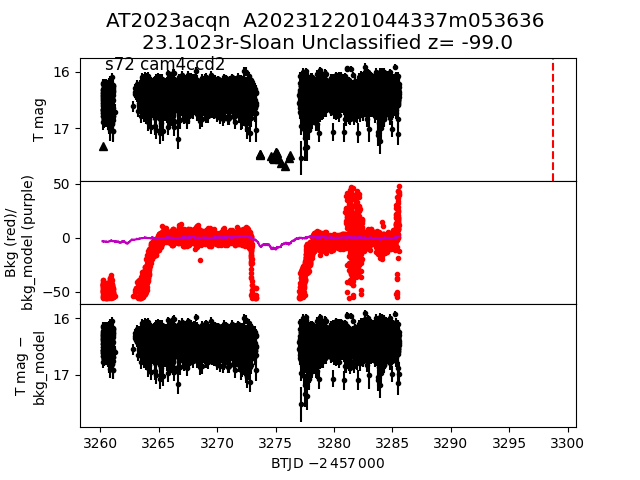 AT2023acqn  A202312201044337m053636
23.1023r-Sloan Unclassified z= -99.0
s72 cam4ccd2
16
17
T mag
50
0
−50
Bkg (red)/
bkg_model (purple)
16
17
T mag −
bkg_model
3260 3265 3270 3275 3280 3285 3290 3295 3300
BTJD −2 457 000